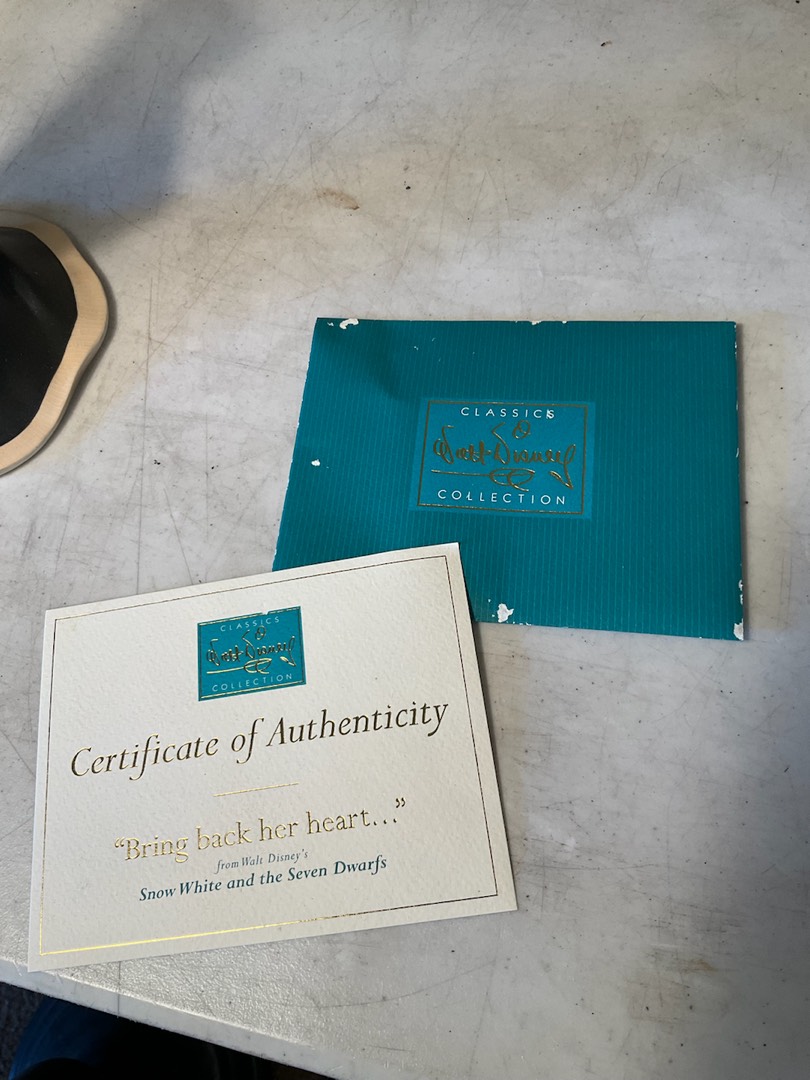 CLASSICS
Walt Disney
COLLECTION
CLASSICS
Walt Disney
COLLECTION
Certificate of Authenticity
“Bring back her heart...”
from Walt Disney's
Snow White and the Seven Dwarfs